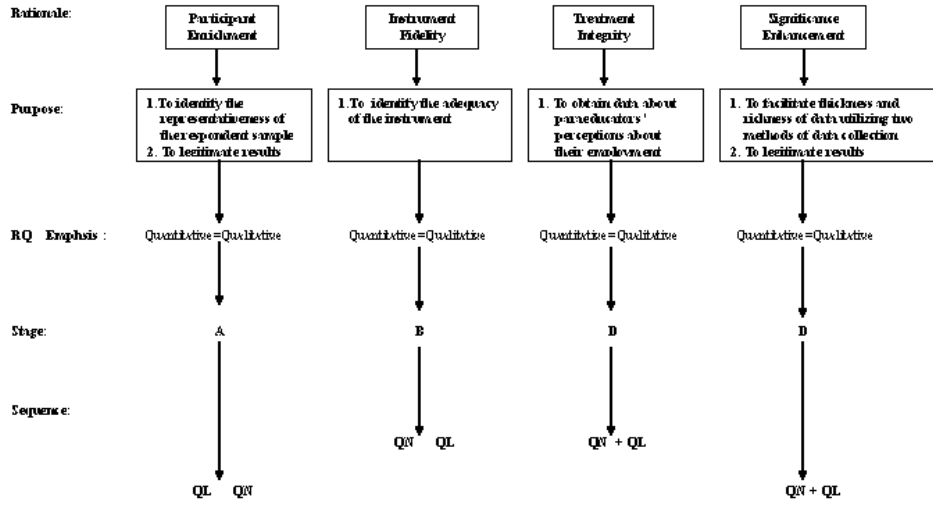 Rationale:
Participant
Enrichment
Instrument
Fidelity
Treatment
Integrity
Significance
Enhancement
Purpose:
1.To identify the
representativeness of
the respondent sample
2. To legitimate results
1.To identify the adequacy
of the instrument
1. To obtain data about
paraeducators'
perceptions about
their employment
1. To facilitate thickness and
richness of data utilizing two
methods of data collection
2. To legitimate results
RQ Emphsis :
Quantitative=Qualitative
Quantitative=Qualitative
Quantitative=Qualitative
Quantitative=Qualitative
Stage:
A
B
D
D
Sequence:
QN QL
QN + QL
QL QN
QN + QL